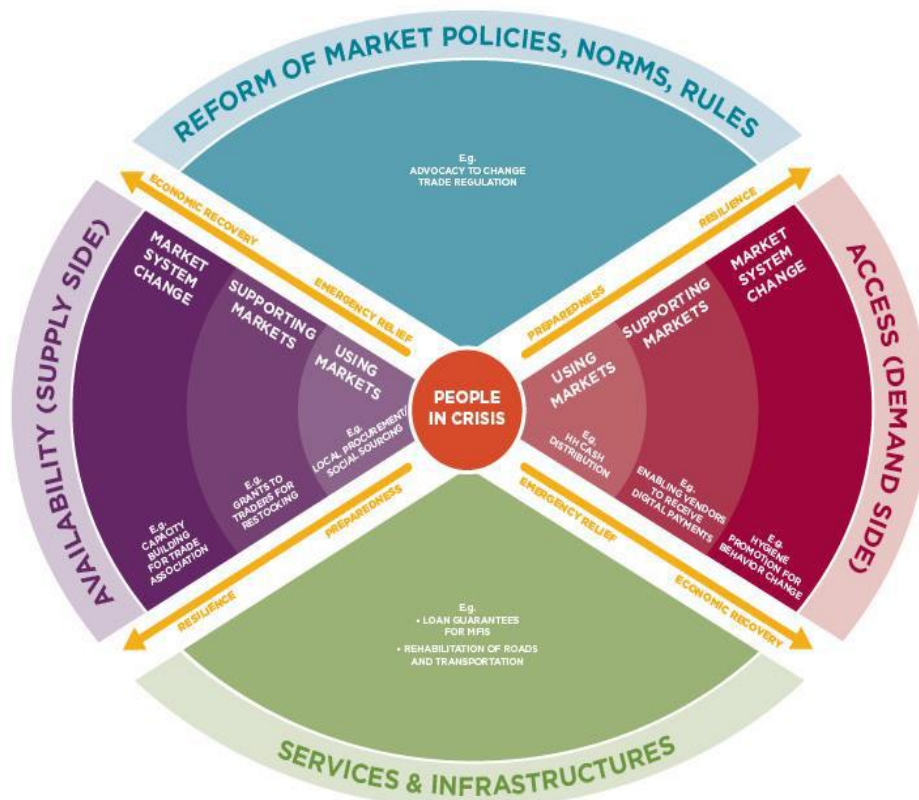 REFORM OF MARKET POLICIES, NORMS, RULES
E.g.
ADVOCACY TO CHANGE
TRADE REGULATION
ECONOMIC RECOVERY
EMERGENCY RELIEF
PREPAREDNESS
RESILIENCE
AVAILABILITY (SUPPLY SIDE)
MARKET
SYSTEM
CHANGE
SUPPORTING
MARKETS
USING
MARKETS
E.g.
CAPACITY
BUILDING
FOR TRADE
ASSOCIATION
E.g.
GRANTS TO
TRADERS FOR
RESTOCKING
E.g.
LOCAL PROCUREMENT/
SOCIAL SOURCING
PEOPLE
IN CRISIS
USING
MARKETS
SUPPORTING
MARKETS
MARKET
SYSTEM
CHANGE
E.g.
HH CASH
DISTRIBUTION
E.g.
ENABLING VENDORS
TO RECEIVE
DIGITAL PAYMENTS
E.g.
HYGIENE
PROMOTION FOR
BEHAVIOR CHANGE
ACCESS (DEMAND SIDE)
PREPAREDNESS
RESILIENCE
EMERGENCY RELIEF
ECONOMIC RECOVERY
E.g.
• LOAN GUARANTEES
FOR MFIS
• REHABILITATION OF ROADS
AND TRANSPORTATION
SERVICES & INFRASTRUCTURES